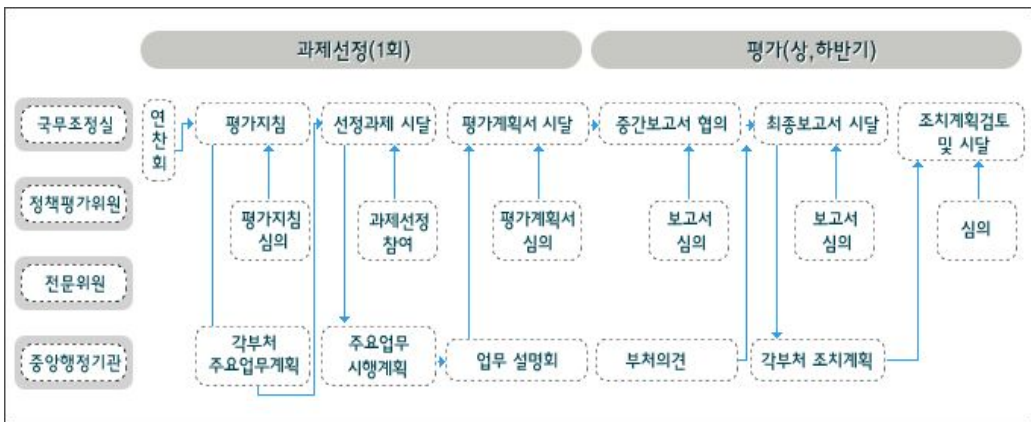 과제선정(1회)
평가(상,하반기)
국무조정실
연
찬
회
평가지침
선정과제 시달
평가계획서 시달
중간보고서 협의
최종보고서 시달
조치계획검토
및 시달
정책평가위원
평가지침
심의
과제선정
참여
평가계획서
심의
보고서
심의
보고서
심의
심의
전문위원
중앙행정기관
각부처
주요업무계획
주요업무
시행계획
업무 설명회
부처의견
각부처 조치계획